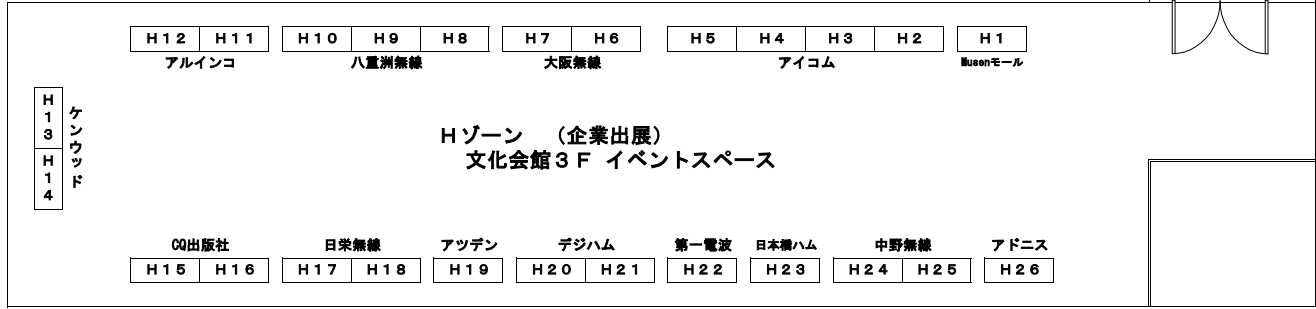 Ｈ１２ Ｈ１１ Ｈ１０ Ｈ９ Ｈ８ Ｈ７ Ｈ６ Ｈ５ Ｈ４ Ｈ３ Ｈ２ Ｈ１
アルインコ 八重洲無線 大阪無線 アイコム Musenモール
Ｈ１３ Ｈ１４
ケンウッド
Ｈゾーン （企業出展）
文化会館３Ｆ イベントスペース
CQ出版社 日栄無線 アツデン デジハム 第一電波 日本橋ハム 中野無線 アドニス
Ｈ１５ Ｈ１６ Ｈ１７ Ｈ１８ Ｈ１９ Ｈ２０ Ｈ２１ Ｈ２２ Ｈ２３ Ｈ２４ Ｈ２５ Ｈ２６